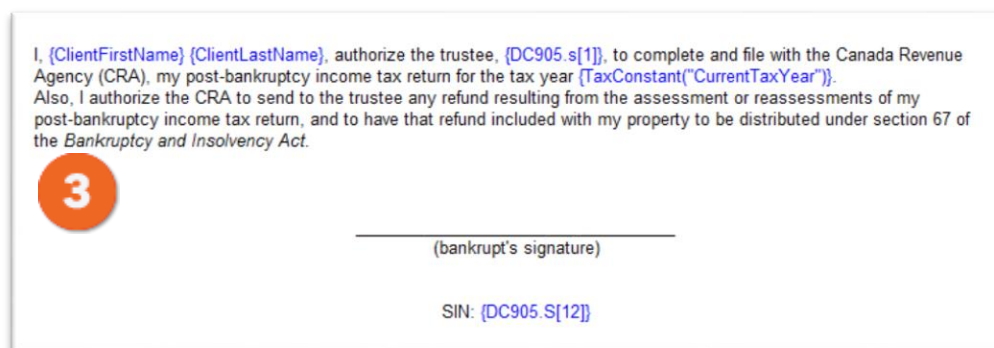 I, {ClientFirstName} {ClientLastName}, authorize the trustee, {DC905.s[1]}, to complete and file with the Canada Revenue
Agency (CRA), my post-bankruptcy income tax return for the tax year {TaxConstant("CurrentTaxYear")}.
Also, I authorize the CRA to send to the trustee any refund resulting from the assessment or reassessments of my
post-bankruptcy income tax return, and to have that refund included with my property to be distributed under section 67 of
the Bankruptcy and Insolvency Act.
3
(bankrupt's signature)
SIN: {DC905.S[12]}